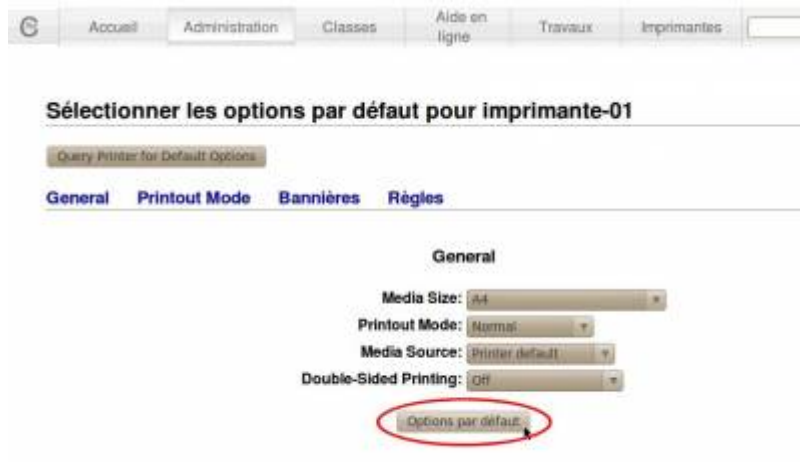 Accueil Administration Classes Aide en ligne Travaux Imprimantes
Sélectionner les options par défaut pour imprimante-01
Query Printer for Default Options
General Printout Mode Bannières Règles
General
Media Size: A4
Printout Mode: Normal
Media Source: Printer default
Double-Sided Printing: Off
Options par défaut